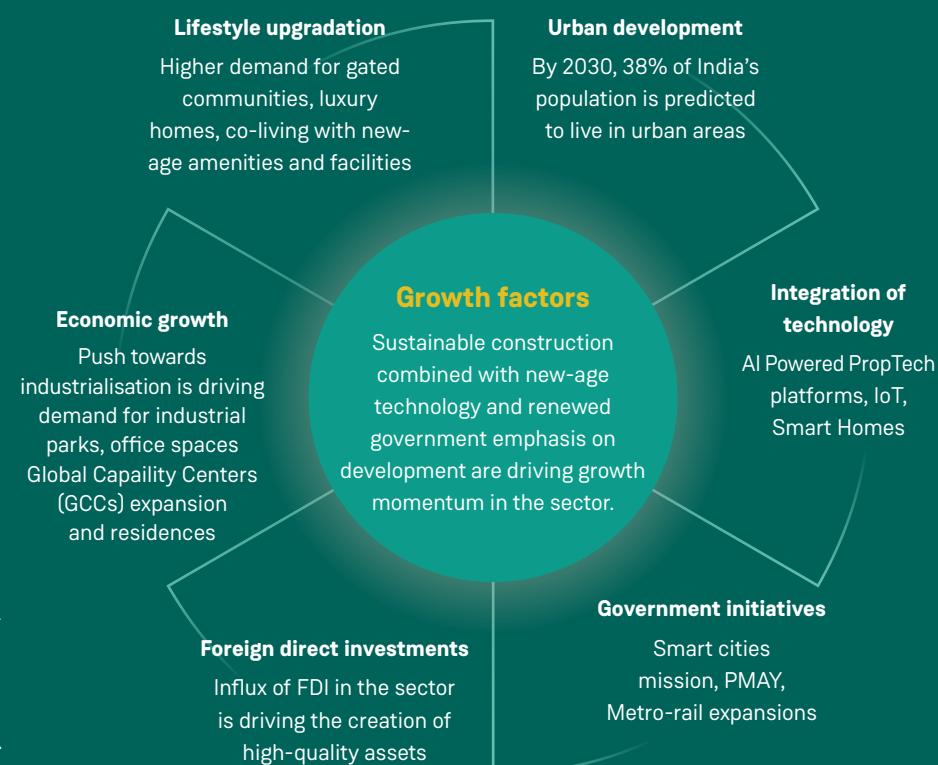 Lifestyle upgradation
Higher demand for gated
communities, luxury
homes, co-living with new-
age amenities and facilities
Urban development
By 2030, 38% of India's
population is predicted
to live in urban areas
Growth factors
Sustainable construction
combined with new-age
technology and renewed
government emphasis on
development are driving growth
momentum in the sector.
Integration of
technology
AI Powered PropTech
platforms, IoT,
Smart Homes
Economic growth
Push towards
industrialisation is driving
demand for industrial
parks, office spaces
Global Capaility Centers
(GCCs) expansion
and residences
Government initiatives
Smart cities
mission, PMAY,
Metro-rail expansions
Foreign direct investments
Influx of FDI in the sector
is driving the creation of
high-quality assets